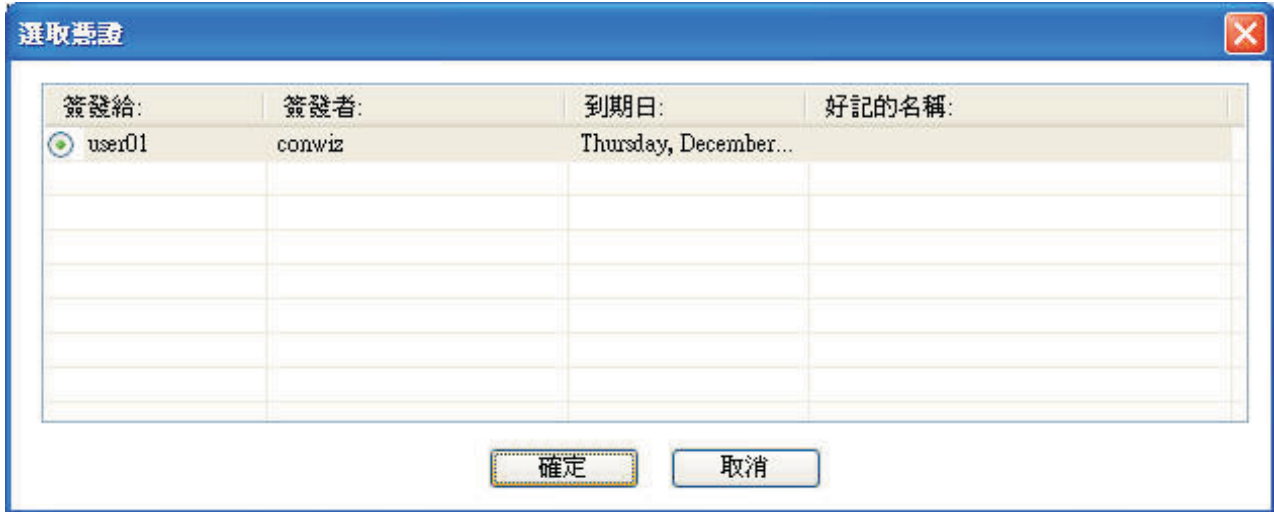 選取憑證
簽發給: 簽發者: 到期日: 好記的名稱:
user01 conwiz Thursday, December...
確定 取消